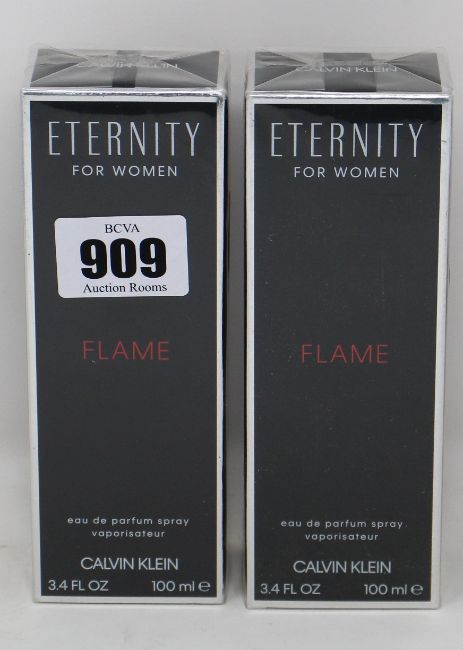 CALVIN KLEIN
ETERNITY
FOR WOMEN
BCVA
909
Auction Rooms
FLAME
eau de parfum spray
vaporisateur
CALVIN KLEIN
3.4 FL OZ 100 ml e
CALVIN KLEIN
ETERNITY
FOR WOMEN
FLAME
eau de parfum spray
vaporisateur
CALVIN KLEIN
3.4 FL OZ 100 ml e